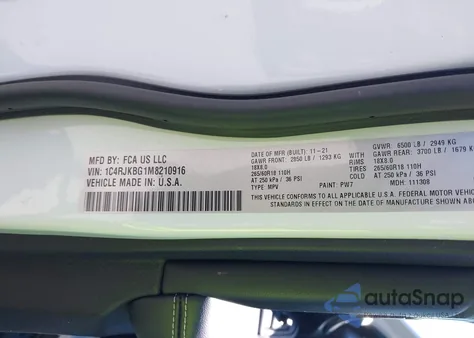 MFD BY: FCA US LLC
VIN: 1C4RJKBG1M8210916
VEHICLE MADE IN: U.S.A.
DATE OF MFR (BUILT): 11-21
GAWR FRONT: 2850 LB / 1293 KG
18X8.0
265/60R18 110H
AT 250 kPa / 36 PSI
TYPE: MPV
PAINT: PW7
GVWR: 6500 LB / 2949 KG
GAWR REAR: 3700 LB / 1679 KG
WITH
RIMS 18X8.0
TIRES 265/60R18 110H
COLD AT 250 kPa / 36 PSI
MDH: 111308
THIS VEHICLE CONFORMS TO ALL APPLICABLE U.S.A. FEDERAL MOTOR VEHICLE
STANDARDS IN EFFECT ON THE DATE OF MANUFACTURE SHOWN
autoSnap